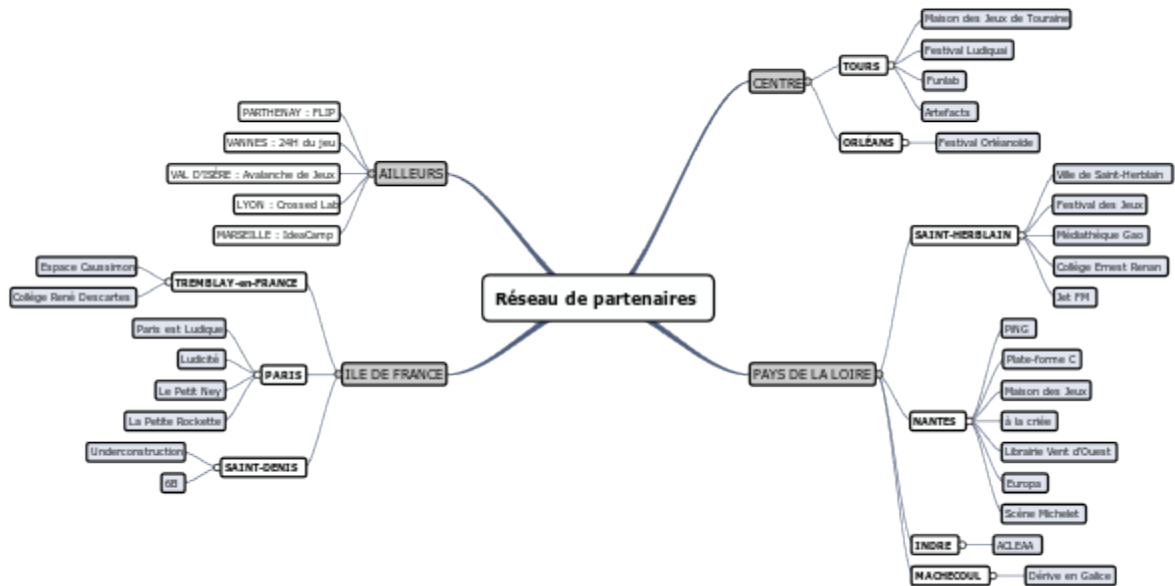 Réseau de partenaires
CENTRE
TOURS
Maison des Jeux de Touraine
Festival Ludiquai
Funlab
Artefacts
ORLÉANS
Festival Orléanoïde
PAYS DE LA LOIRE
SAINT-HERBLAIN
Ville de Saint-Herblain
Festival des Jeux
Médiathèque Gao
Collège Ernest Renan
Jet FM
NANTES
PiNG
Plate-forme C
Maison des Jeux
à la criée
Librairie Vent d'Ouest
Europa
Scène Michelet
INDRE
ACLEAA
MACHECOUL
Dérive en Galice
AILLEURS
PARTHENAY : FLIP
VANNES : 24H du jeu
VAL D'ISÈRE : Avalanche de Jeux
LYON : Crossed Lab
MARSEILLE : IdeaCamp
ILE DE FRANCE
TREMBLAY-en-FRANCE
Espace Caussimon
Collège René Descartes
PARIS
Paris est Ludique
Ludicité
Le Petit Ney
La Petite Rockette
SAINT-DENIS
Underconstruction
6B